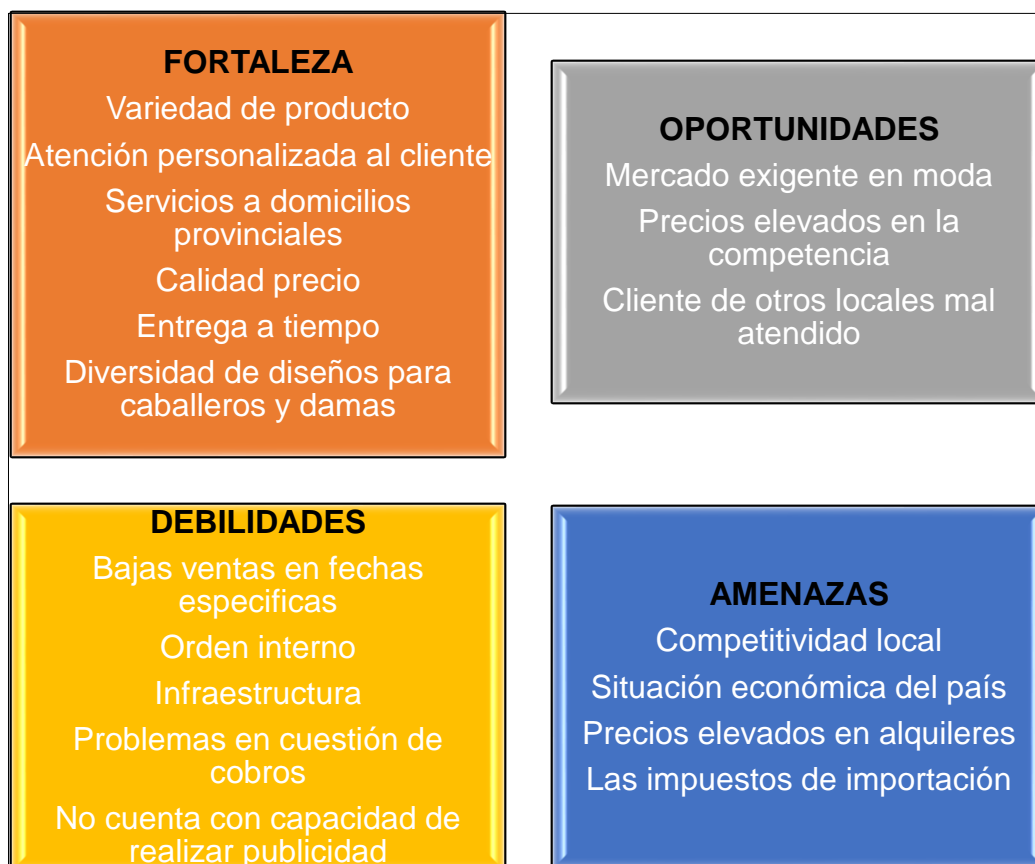 FORTALEZA
Variedad de producto
Atención personalizada al cliente
Servicios a domicilios
provinciales
Calidad precio
Entrega a tiempo
Diversidad de diseños para
caballeros y damas
OPORTUNIDADES
Mercado exigente en moda
Precios elevados en la
competencia
Cliente de otros locales mal
atendido
DEBILIDADES
Bajas ventas en fechas
especificas
Orden interno
Infraestructura
Problemas en cuestión de
cobros
No cuenta con capacidad de
realizar publicidad
AMENAZAS
Competitividad local
Situación económica del país
Precios elevados en alquileres
Las impuestos de importación